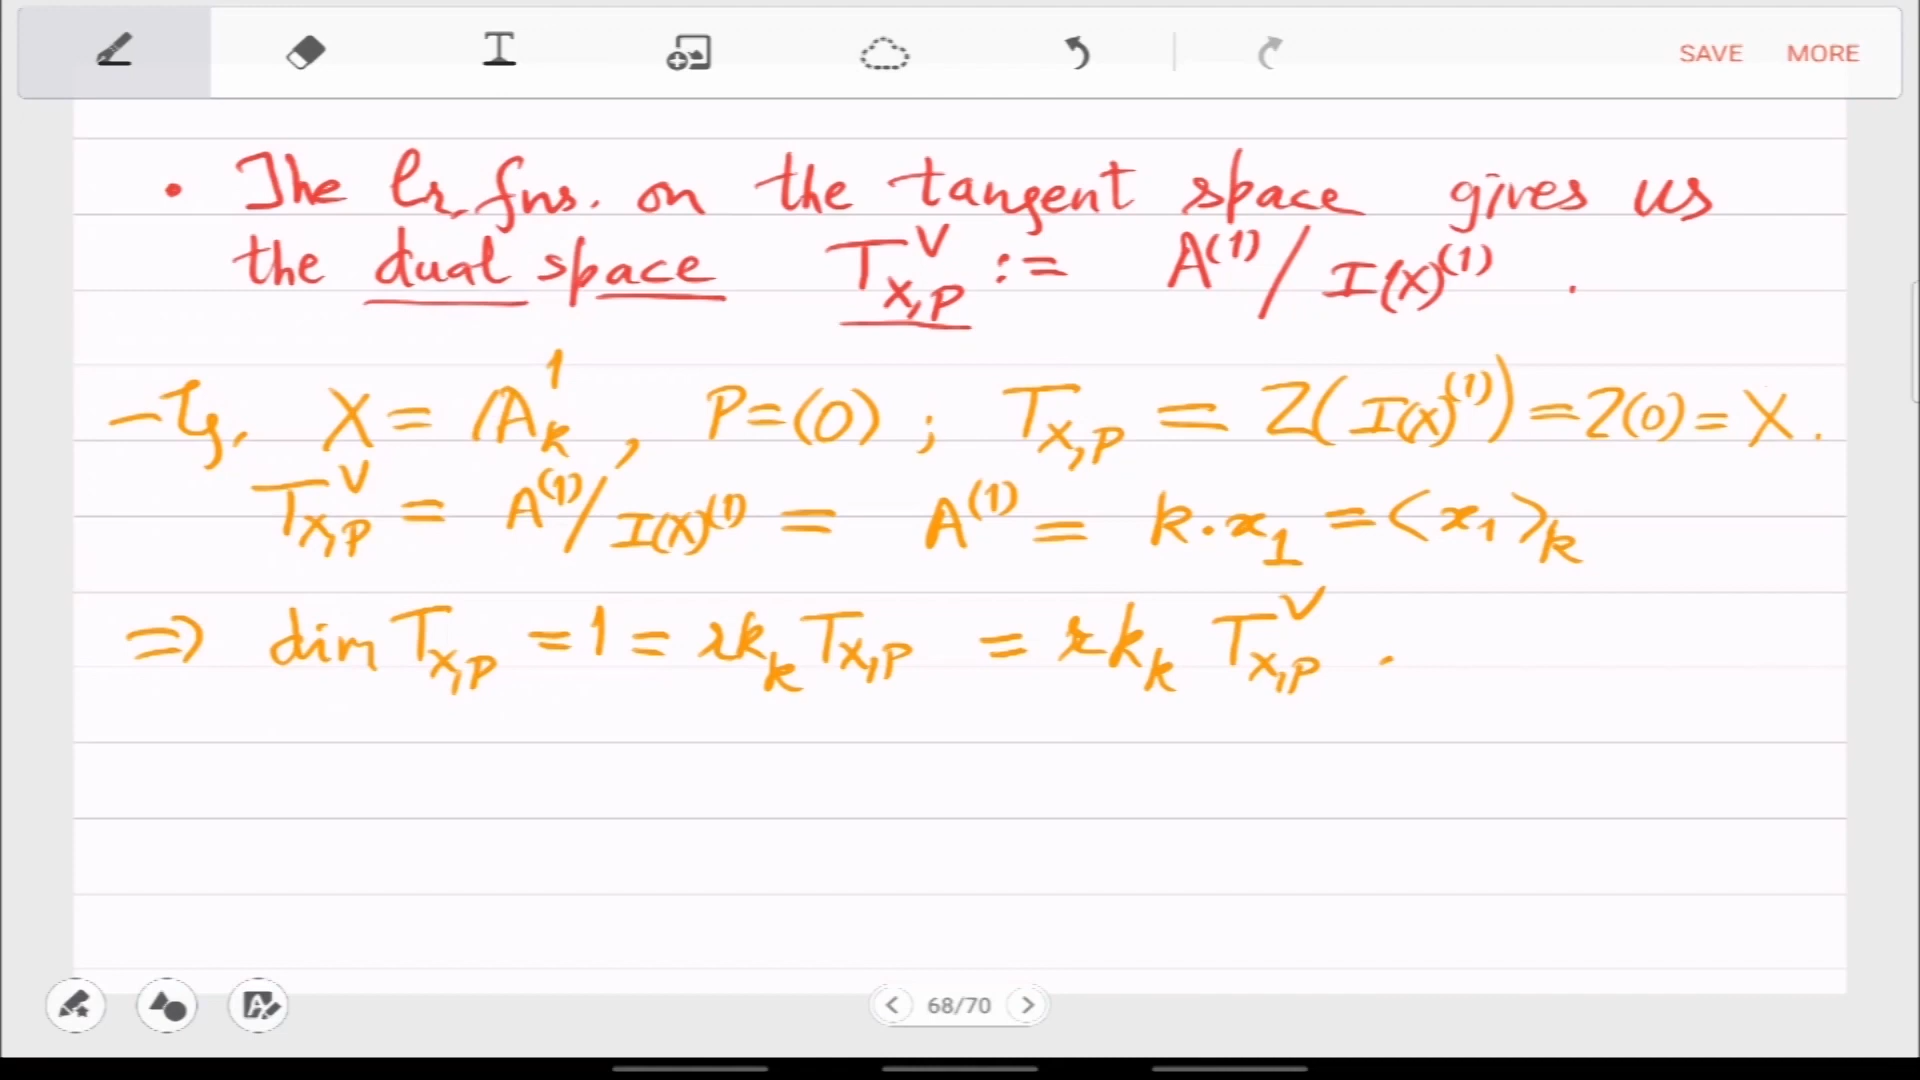 SAVE MORE
• The lr. fns. on the tangent space gives us
the dual space T^∨_{X,P} := A^{(1)}/I(X)^{(1)} .
- Eg. X = 𝔸^1_k , P=(0) ; T_{X,P} = Z(I(X)^{(1)}) = Z(0) = X .
T^∨_{X,P} = A^{(1)}/I(X)^{(1)} = A^{(1)} = k·x_1 = <x_1>_k
⇒ dim T_{X,P} = 1 = rk_k T_{X,P} = rk_k T^∨_{X,P} .
68/70